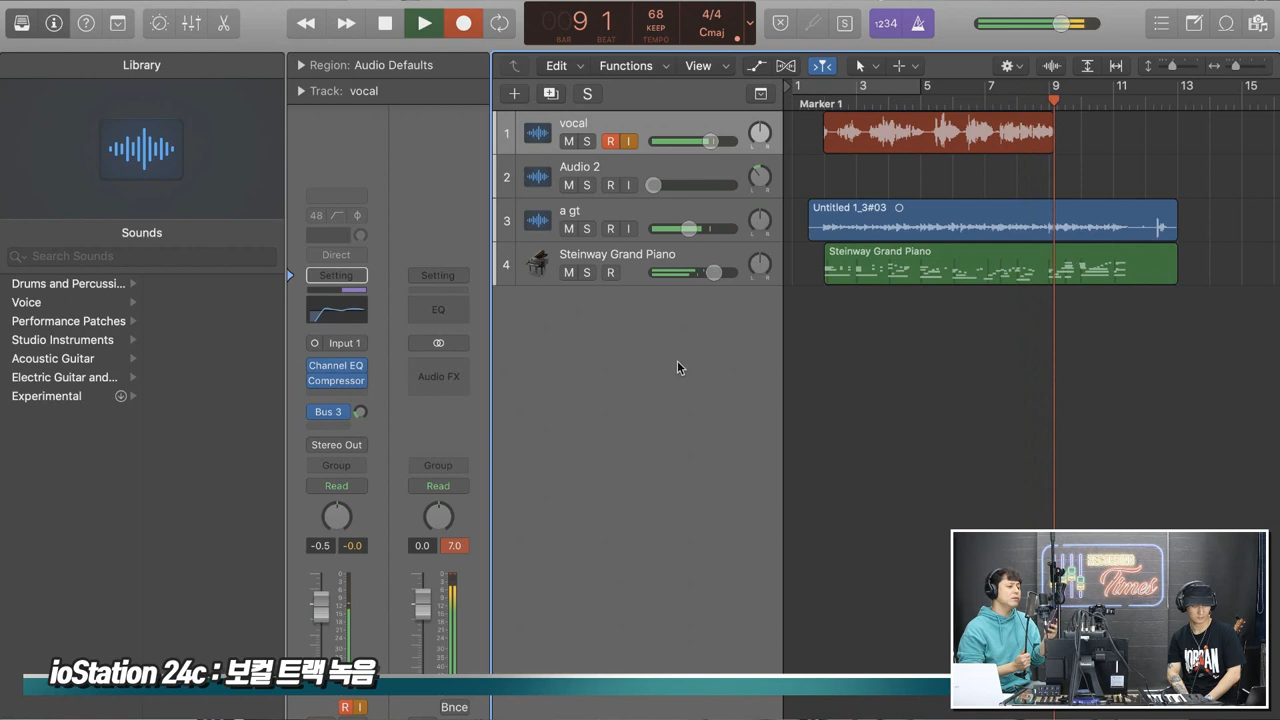 9 1
BAR BEAT
68
KEEP
TEMPO
4/4
Cmaj
1234
S
Library
Region: Audio Defaults
Track: vocal
Edit
Functions
View
S
1 3 5 7 9 11 13 15
Marker 1
Sounds
Search Sounds
Drums and Percussi...
Voice
Performance Patches
Studio Instruments
Acoustic Guitar
Electric Guitar and...
Experimental
48
Direct
Setting
Setting
EQ
Input 1
Channel EQ
Compressor
Audio FX
Bus 3
Stereo Out
Group
Group
Read
Read
-0.5 -0.0
0.0 7.0
R I
Bnce
1
vocal
M S R I
2
Audio 2
M S R I
3
a gt
M S R I
4
Steinway Grand Piano
M S R
Untitled 1_3#03
Steinway Grand Piano
Times
JORDAN
ioStation 24c : 보컬 트랙 녹음